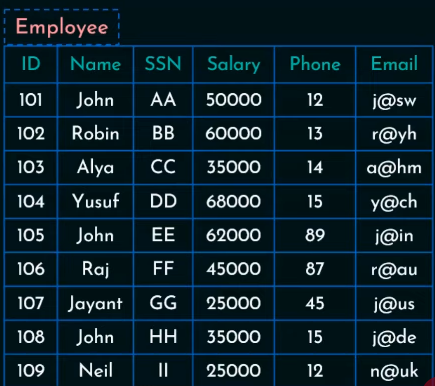 Employee
ID Name SSN Salary Phone Email
101 John AA 50000 12 j@sw
102 Robin BB 60000 13 r@yh
103 Alya CC 35000 14 a@hm
104 Yusuf DD 68000 15 y@ch
105 John EE 62000 89 j@in
106 Raj FF 45000 87 r@au
107 Jayant GG 25000 45 j@us
108 John HH 35000 15 j@de
109 Neil II 25000 12 n@uk